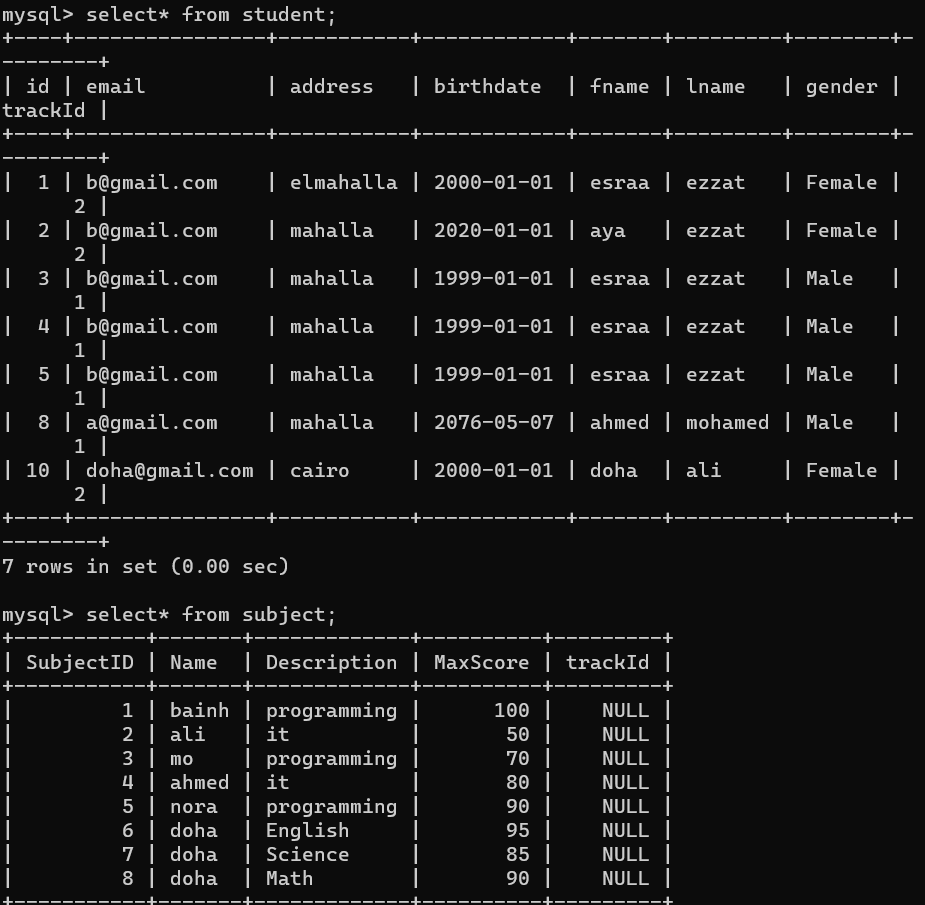 mysql> select* from student;
+----+----------------+-----------+------------+-------+---------+--------+-
--------+
| id | email          | address   | birthdate  | fname | lname   | gender |
trackId |
+----+----------------+-----------+------------+-------+---------+--------+-
--------+
|  1 | b@gmail.com    | elmahalla | 2000-01-01 | esraa | ezzat   | Female |
      2 |
|  2 | b@gmail.com    | mahalla   | 2020-01-01 | aya   | ezzat   | Female |
      2 |
|  3 | b@gmail.com    | mahalla   | 1999-01-01 | esraa | ezzat   | Male   |
      1 |
|  4 | b@gmail.com    | mahalla   | 1999-01-01 | esraa | ezzat   | Male   |
      1 |
|  5 | b@gmail.com    | mahalla   | 1999-01-01 | esraa | ezzat   | Male   |
      1 |
|  8 | a@gmail.com    | mahalla   | 2076-05-07 | ahmed | mohamed | Male   |
      1 |
| 10 | doha@gmail.com | cairo     | 2000-01-01 | doha  | ali     | Female |
      2 |
+----+----------------+-----------+------------+-------+---------+--------+-
--------+
7 rows in set (0.00 sec)

mysql> select* from subject;
+-----------+-------+-------------+----------+---------+
| SubjectID | Name  | Description | MaxScore | trackId |
+-----------+-------+-------------+----------+---------+
|         1 | bainh | programming |      100 |    NULL |
|         2 | ali   | it          |       50 |    NULL |
|         3 | mo    | programming |       70 |    NULL |
|         4 | ahmed | it          |       80 |    NULL |
|         5 | nora  | programming |       90 |    NULL |
|         6 | doha  | English     |       95 |    NULL |
|         7 | doha  | Science     |       85 |    NULL |
|         8 | doha  | Math        |       90 |    NULL |
+-----------+-------+-------------+----------+---------+